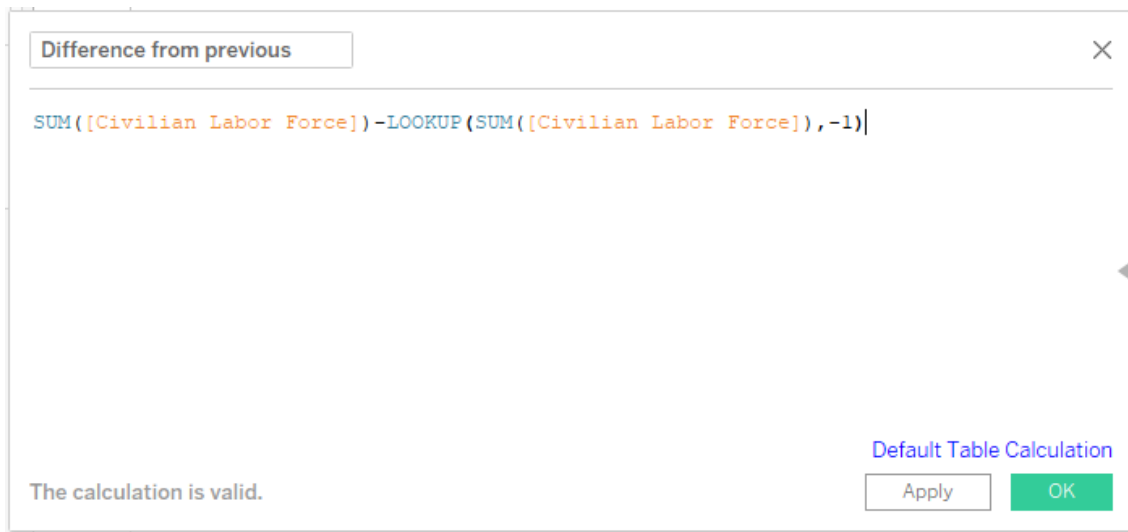 Difference from previous
SUM([Civilian Labor Force])-LOOKUP(SUM([Civilian Labor Force]),-1)
Default Table Calculation
The calculation is valid.
Apply
OK